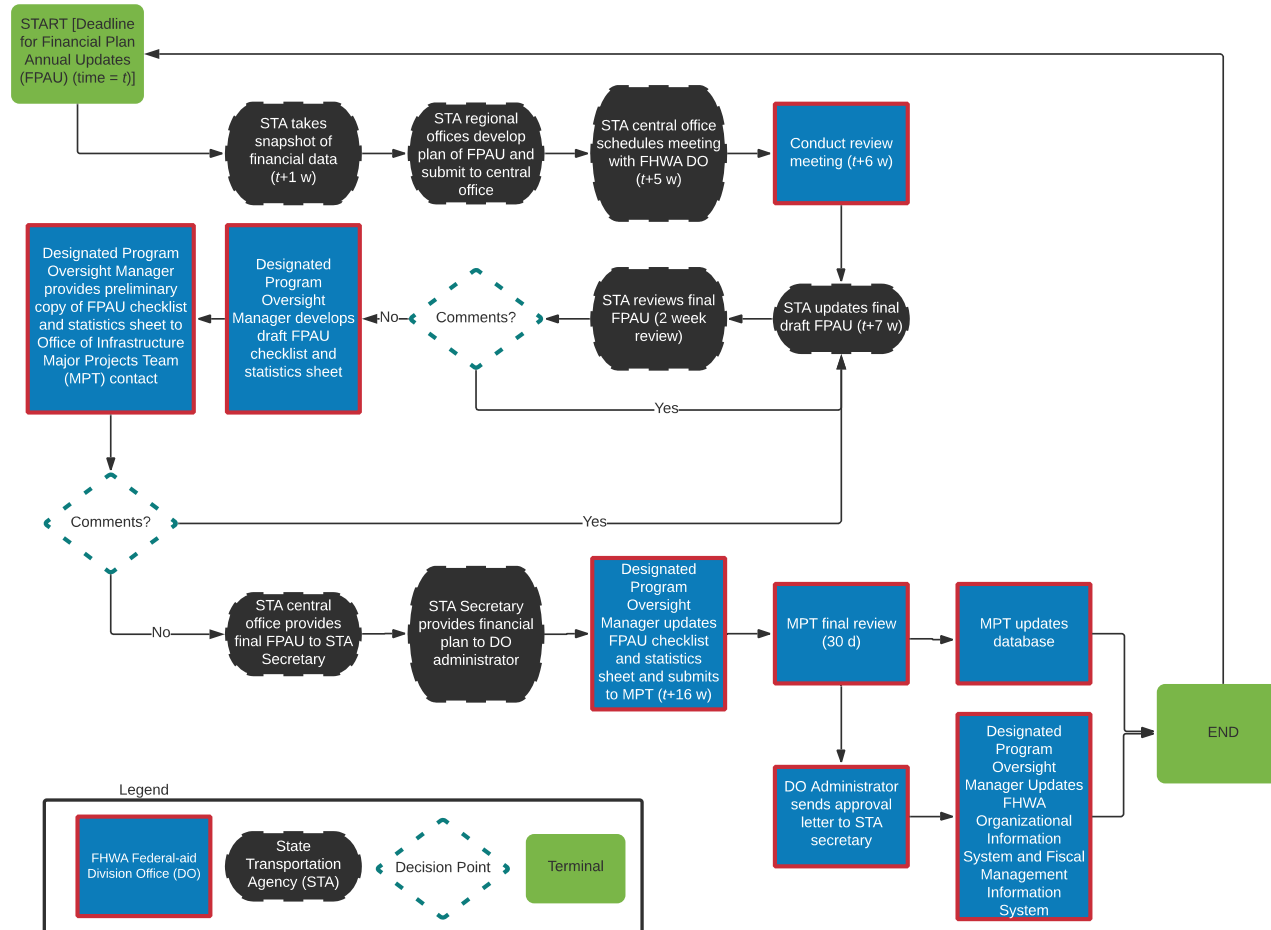 START [Deadline
for Financial Plan
Annual Updates
(FPAU) (time = t)]
STA takes
snapshot of
financial data
(t+1 w)
STA regional
offices develop
plan of FPAU and
submit to central
office
STA central office
schedules meeting
with FHWA DO
(t+5 w)
Conduct review
meeting (t+6 w)
STA updates final
draft FPAU (t+7 w)
STA reviews final
FPAU (2 week
review)
Comments?
No
Yes
Designated
Program
Oversight
Manager develops
draft FPAU
checklist and
statistics sheet
Designated Program
Oversight Manager
provides preliminary
copy of FPAU checklist
and statistics sheet to
Office of Infrastructure
Major Projects Team
(MPT) contact
Comments?
Yes
No
STA central
office provides
final FPAU to STA
Secretary
STA Secretary
provides financial
plan to DO
administrator
Designated
Program
Oversight
Manager updates
FPAU checklist
and statistics
sheet and submits
to MPT (t+16 w)
MPT final review
(30 d)
MPT updates
database
DO Administrator
sends approval
letter to STA
secretary
Designated
Program
Oversight
Manager Updates
FHWA
Organizational
Information
System and Fiscal
Management
Information
System
END
Legend
FHWA Federal-aid
Division Office (DO)
State
Transportation
Agency (STA)
Decision Point
Terminal